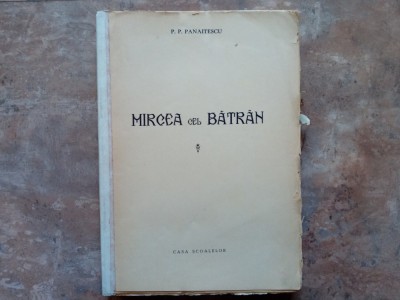 P. P. PANAITESCU
MIRCEA CEL BĂTRÂN
CASA ȘCOALELOR